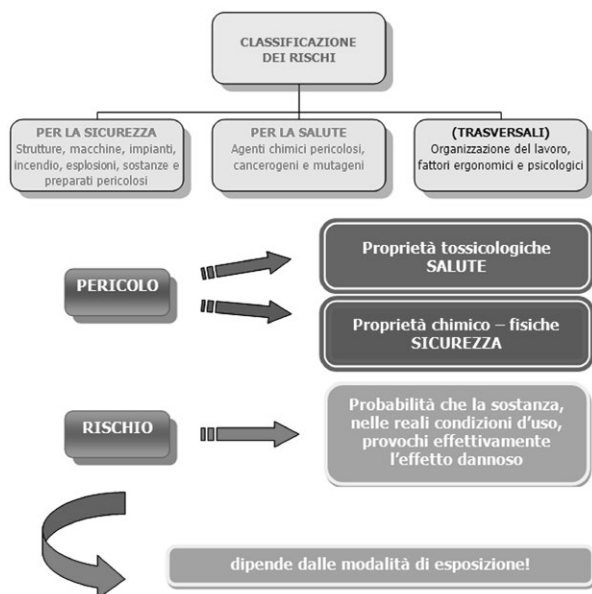 CLASSIFICAZIONE
DEI RISCHI
PER LA SICUREZZA
Strutture, macchine, impianti,
incendio, esplosioni, sostanze e
preparati pericolosi
PER LA SALUTE
Agenti chimici pericolosi,
cancerogeni e mutageni
(TRASVERSALI)
Organizzazione del lavoro,
fattori ergonomici e psicologici
PERICOLO
Proprietà tossicologiche
SALUTE
Proprietà chimico – fisiche
SICUREZZA
RISCHIO
Probabilità che la sostanza,
nelle reali condizioni d’uso,
provochi effettivamente
l’effetto dannoso
dipende dalle modalità di esposizione!